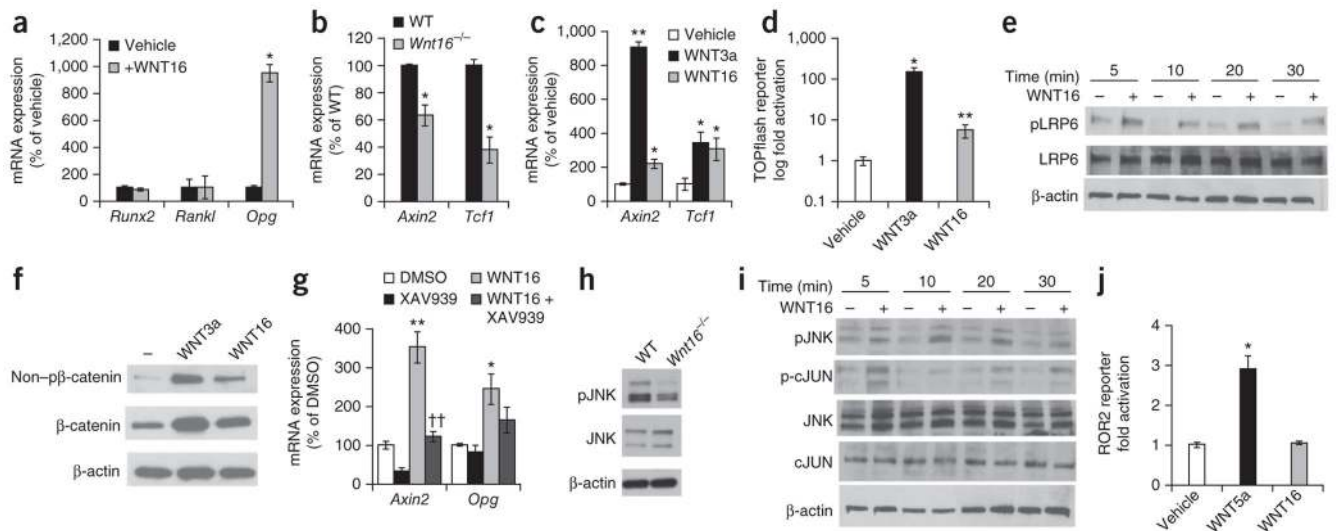 a
mRNA expression
(% of vehicle)
1,200
1,000
800
600
400
200
0
Vehicle
+WNT16
*
Runx2 Rankl Opg
b
mRNA expression
(% of WT)
120
100
80
60
40
20
0
WT
Wnt16–/–
*
*
Axin2 Tcf1
c
mRNA expression
(% of vehicle)
1,000
800
600
400
200
0
Vehicle
WNT3a
WNT16
**
*
* *
Axin2 Tcf1
d
TOPflash reporter
log fold activation
1,000
100
10
1
0.1
*
**
Vehicle WNT3a WNT16
e
Time (min) 5 10 20 30
WNT16 – + – + – + – +
pLRP6
LRP6
β-actin
f
– WNT3a WNT16
Non–pβ-catenin
β-catenin
β-actin
g
mRNA expression
(% of DMSO)
400
300
200
100
0
DMSO WNT16
XAV939 WNT16 +
XAV939
**
††
*
Axin2 Opg
h
WT Wnt16–/–
pJNK
JNK
β-actin
i
Time (min) 5 10 20 30
WNT16 – + – + – + – +
pJNK
p-cJUN
JNK
cJUN
β-actin
j
ROR2 reporter
fold activation
4
3
2
1
0
*
Vehicle WNT5a WNT16